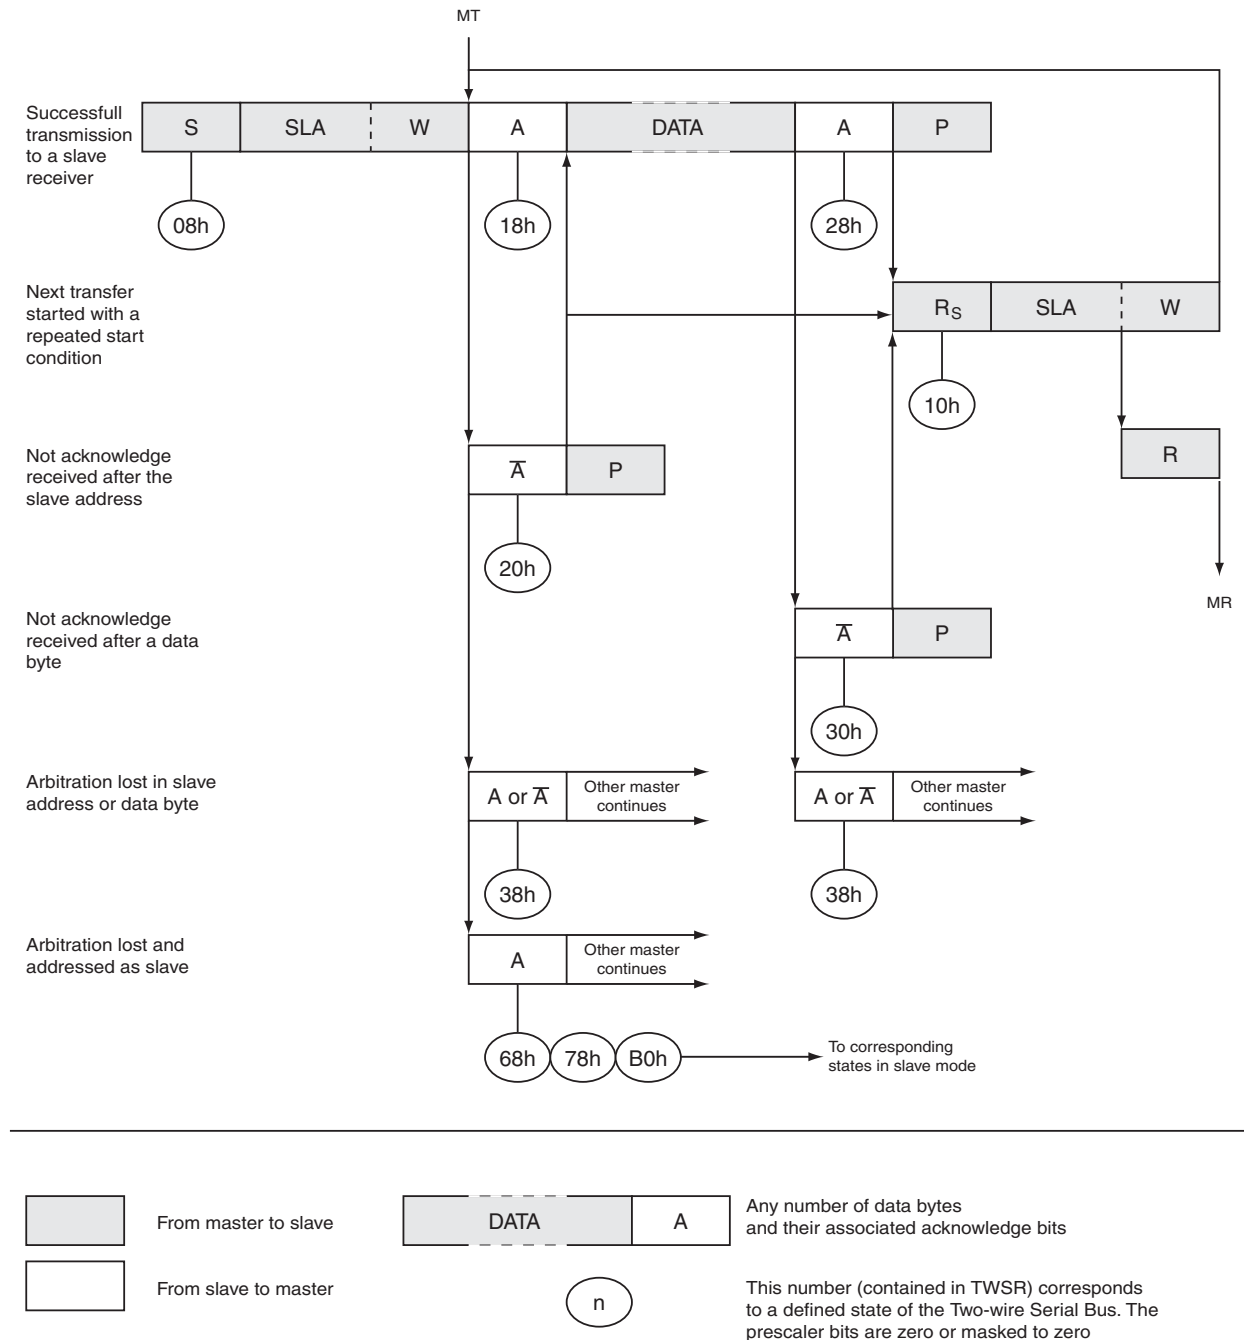 MT
Successfull
transmission
to a slave
receiver
S SLA W A DATA A P
08h 18h 28h
Next transfer
started with a
repeated start
condition
RS SLA W
10h
Not acknowledge
received after the
slave address
A̅ P
R
20h
MR
Not acknowledge
received after a data
byte
A̅ P
30h
Arbitration lost in slave
address or data byte
A or A̅
Other master
continues
A or A̅
Other master
continues
38h 38h
Arbitration lost and
addressed as slave
A
Other master
continues
68h 78h B0h
To corresponding
states in slave mode
From master to slave
DATA A
Any number of data bytes
and their associated acknowledge bits
From slave to master
n
This number (contained in TWSR) corresponds
to a defined state of the Two-wire Serial Bus. The
prescaler bits are zero or masked to zero